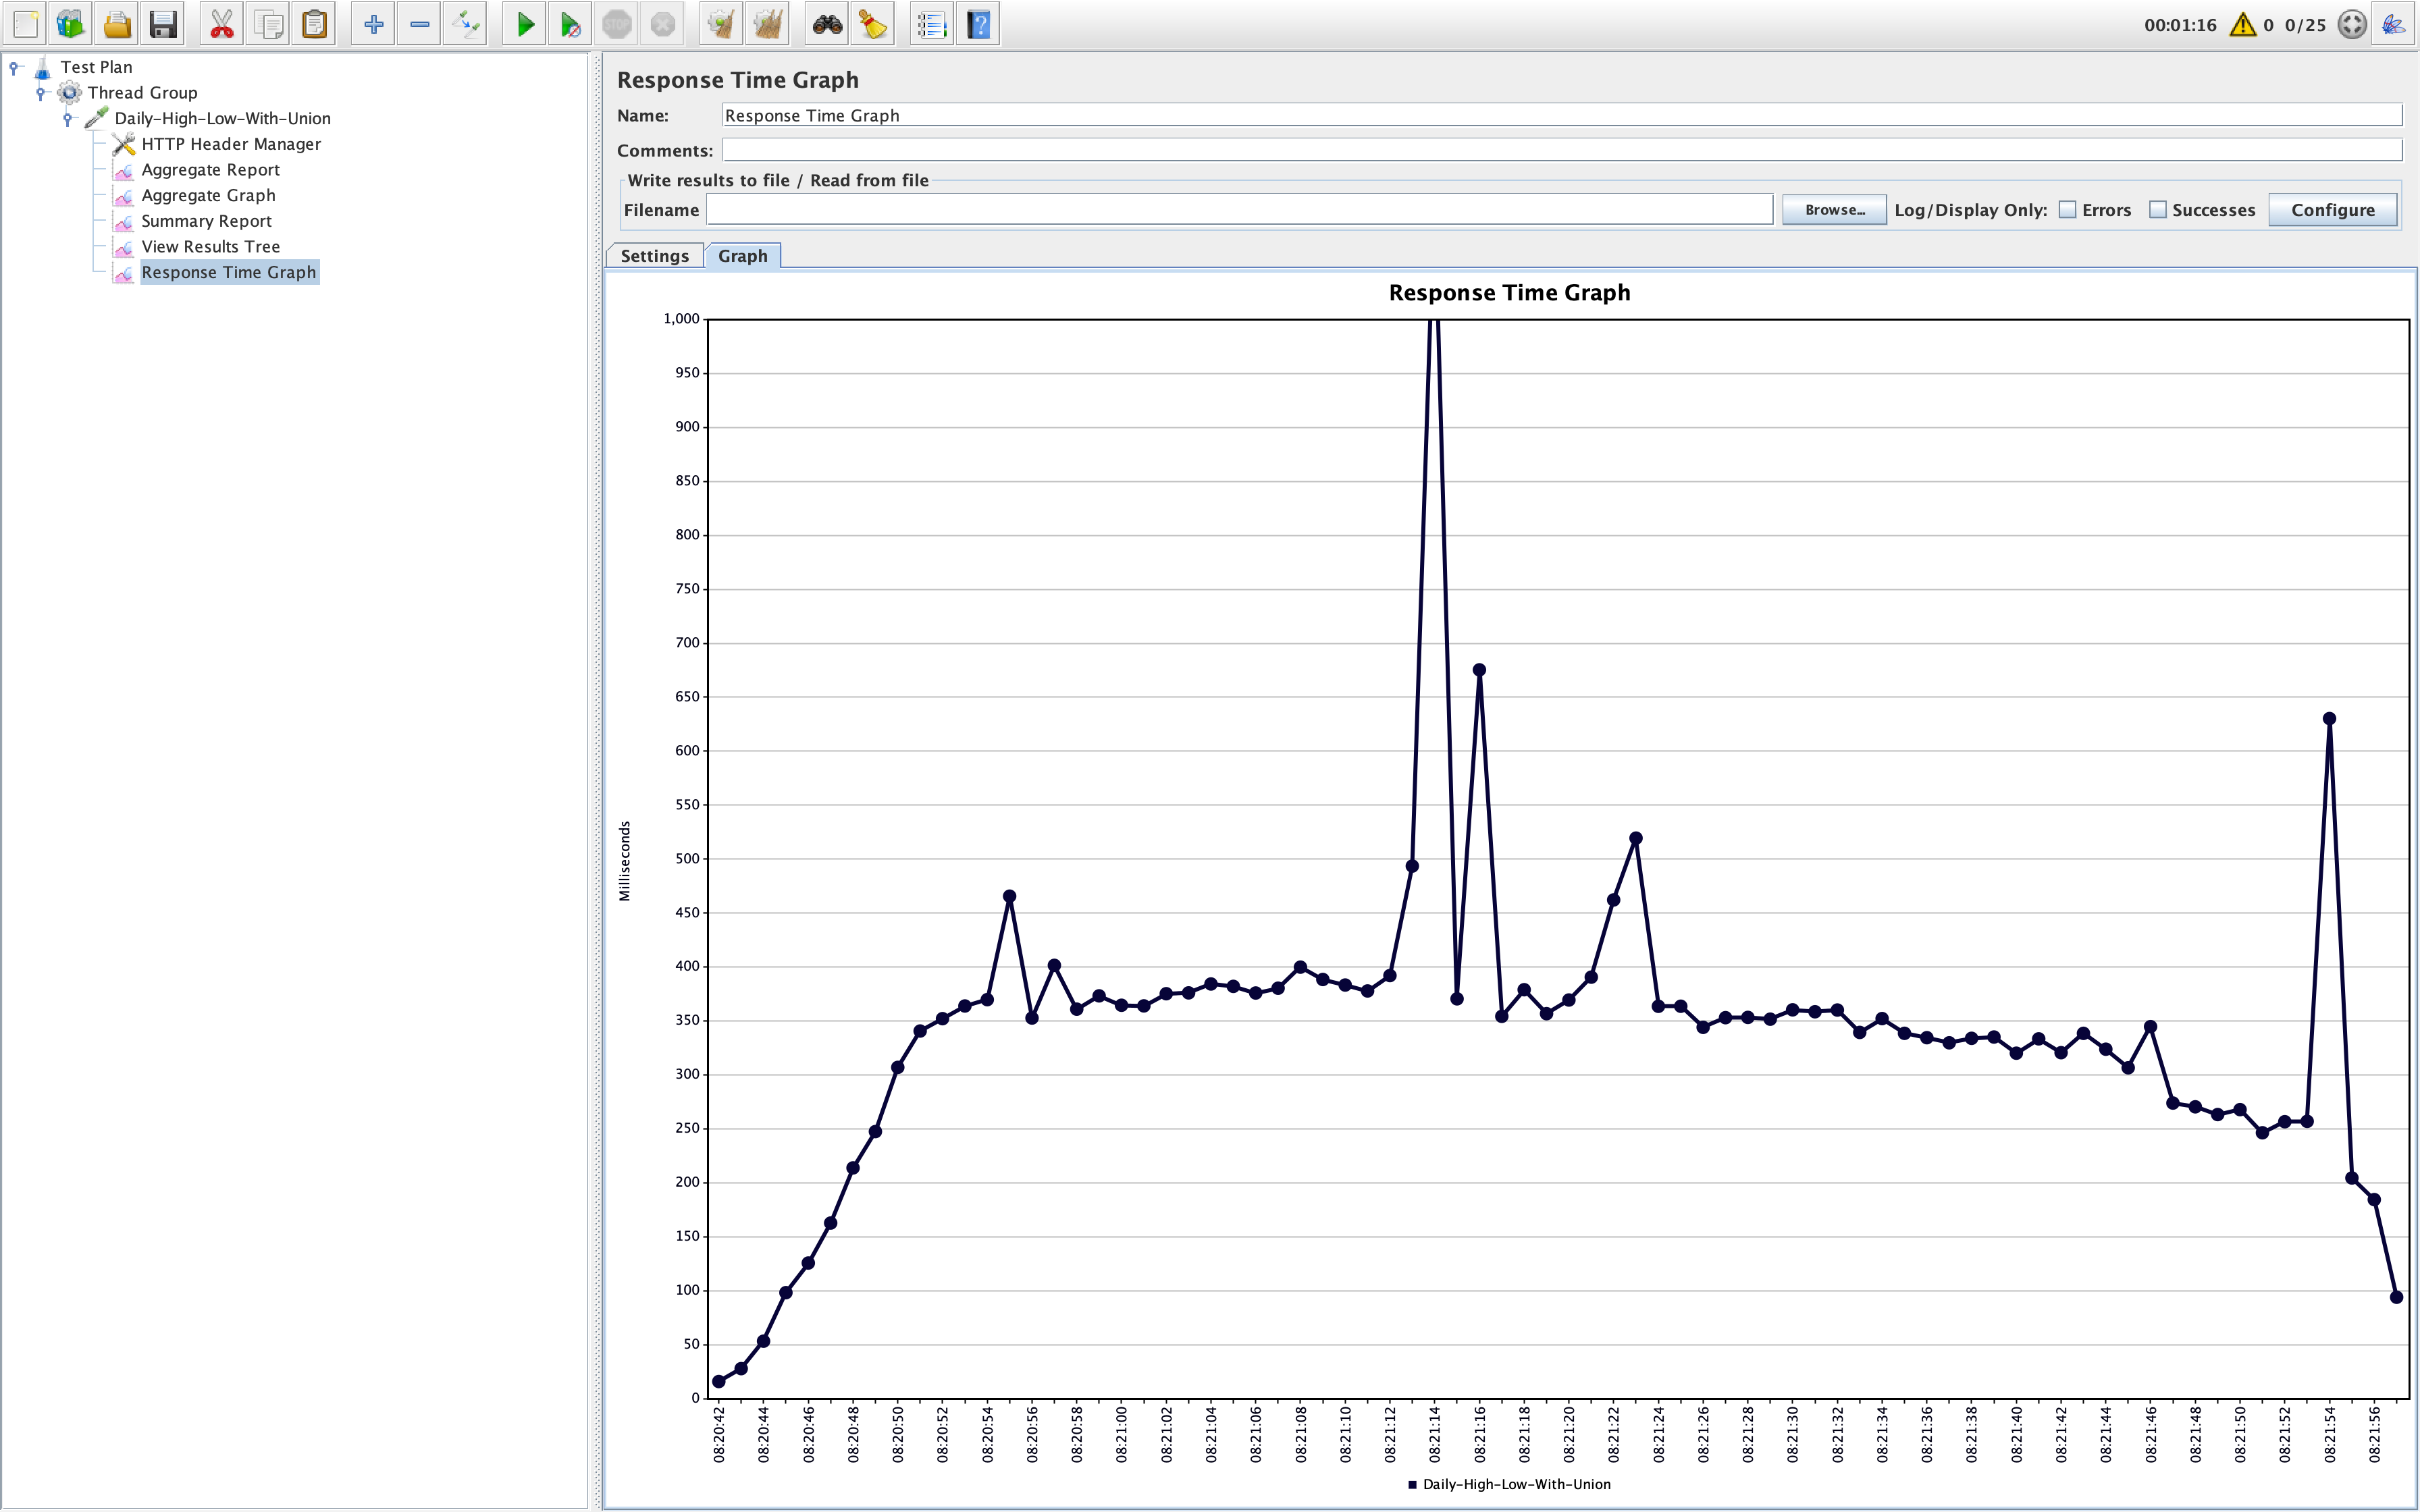 STOP
00:01:16 0 0/25
Test Plan
Thread Group
Daily-High-Low-With-Union
HTTP Header Manager
Aggregate Report
Aggregate Graph
Summary Report
View Results Tree
Response Time Graph
Response Time Graph
Name: Response Time Graph
Comments:
Write results to file / Read from file
Filename Browse... Log/Display Only: Errors Successes Configure
Settings Graph
Response Time Graph
1,000
950
900
850
800
750
700
650
600
550
500
450
400
350
300
250
200
150
100
50
0
Milliseconds
08:20:42
08:20:44
08:20:46
08:20:48
08:20:50
08:20:52
08:20:54
08:20:56
08:20:58
08:21:00
08:21:02
08:21:04
08:21:06
08:21:08
08:21:10
08:21:12
08:21:14
08:21:16
08:21:18
08:21:20
08:21:22
08:21:24
08:21:26
08:21:28
08:21:30
08:21:32
08:21:34
08:21:36
08:21:38
08:21:40
08:21:42
08:21:44
08:21:46
08:21:48
08:21:50
08:21:52
08:21:54
08:21:56
Daily-High-Low-With-Union